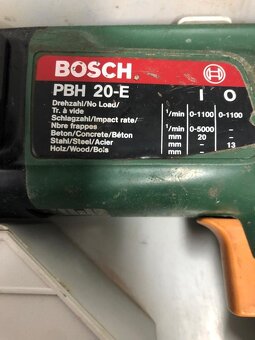 BOSCH
PBH 20-E I O
Drehzahl/No Load/
Tr. à vide 1/min 0-1100 0-1100
Schlagzahl/Impact rate/
Nbre frappes 1/min 0-5000 –
Beton/Concrete/Béton mm 20 –
Stahl/Steel/Acier mm – 13
Holz/Wood/Bois mm